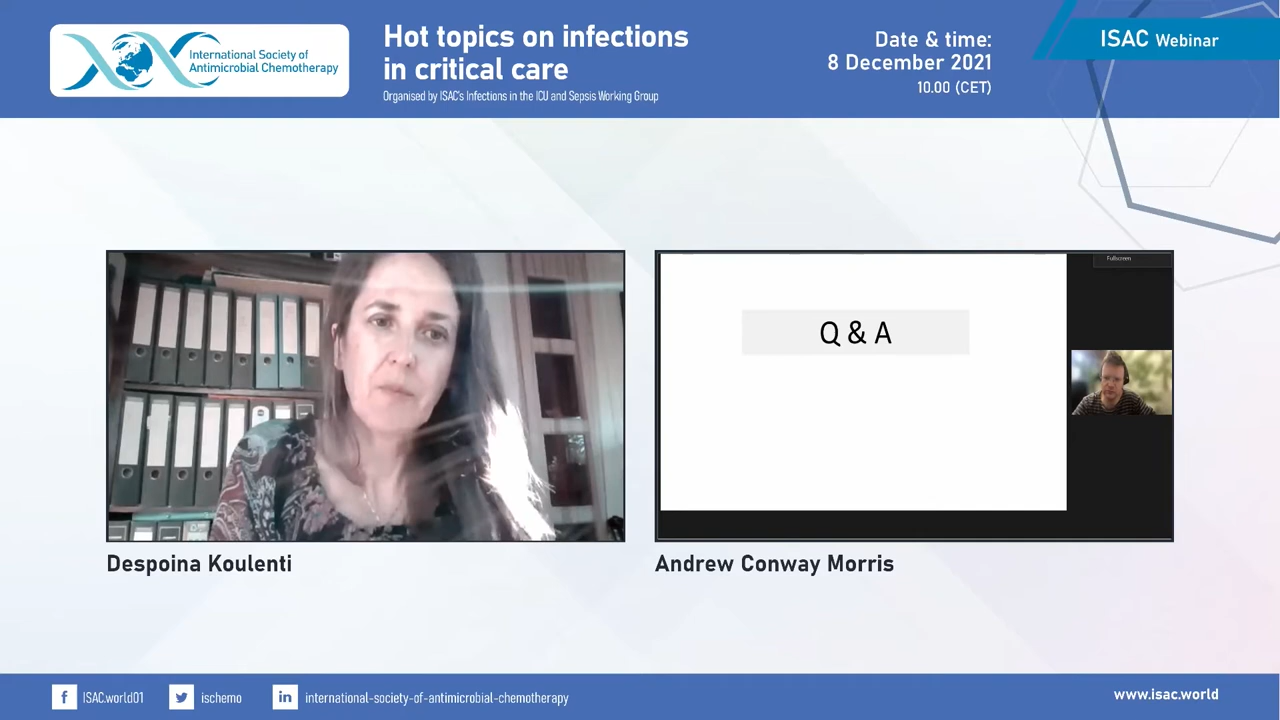 International Society of
Antimicrobial Chemotherapy
Hot topics on infections
in critical care
Organised by ISAC's Infections in the ICU and Sepsis Working Group
Date & time:
8 December 2021
10.00 (CET)
ISAC Webinar
Fullscreen
Q & A
Despoina Koulenti
Andrew Conway Morris
f ISAC.world01
ischemo
in international-society-of-antimicrobial-chemotherapy
www.isac.world